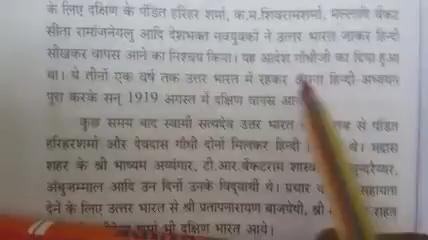 के लिए दक्षिण के पंडित हरिहर शर्मा, क.म.शिवरामशर्मा, वेंकट
सीता रामांजनेयलु आदि देशभक्त नवयुवकों ने उत्तर भारत जाकर हिन्दी
सीखकर वापस आने का निश्चय किया। यह आदेश गाँधीजी का दिया हुआ
था। ये तीनों एक वर्ष तक उत्तर भारत में रहकर अपना हिन्दी अध्ययन
पूरा करके सन् 1919 अगस्त में दक्षिण वापस
कुछ समय बाद स्वामी सत्यदेव उत्तर भारत से पंडित
हरिहरशर्मा और देवदास गाँधी दोनों मिलकर हिन्दी थे। मद्रास
शहर के श्री भाष्यम अय्यंगार, टी.आर.वेंकटराम
अंबुजम्माल आदि उन दिनों उनके विद्यार्थी थे। प्रचार सहायता
देने के लिए उत्तर भारत से श्री प्रतापनारायण बाजपेयी, श्री
शर्मा भी दक्षिण भारत आये।